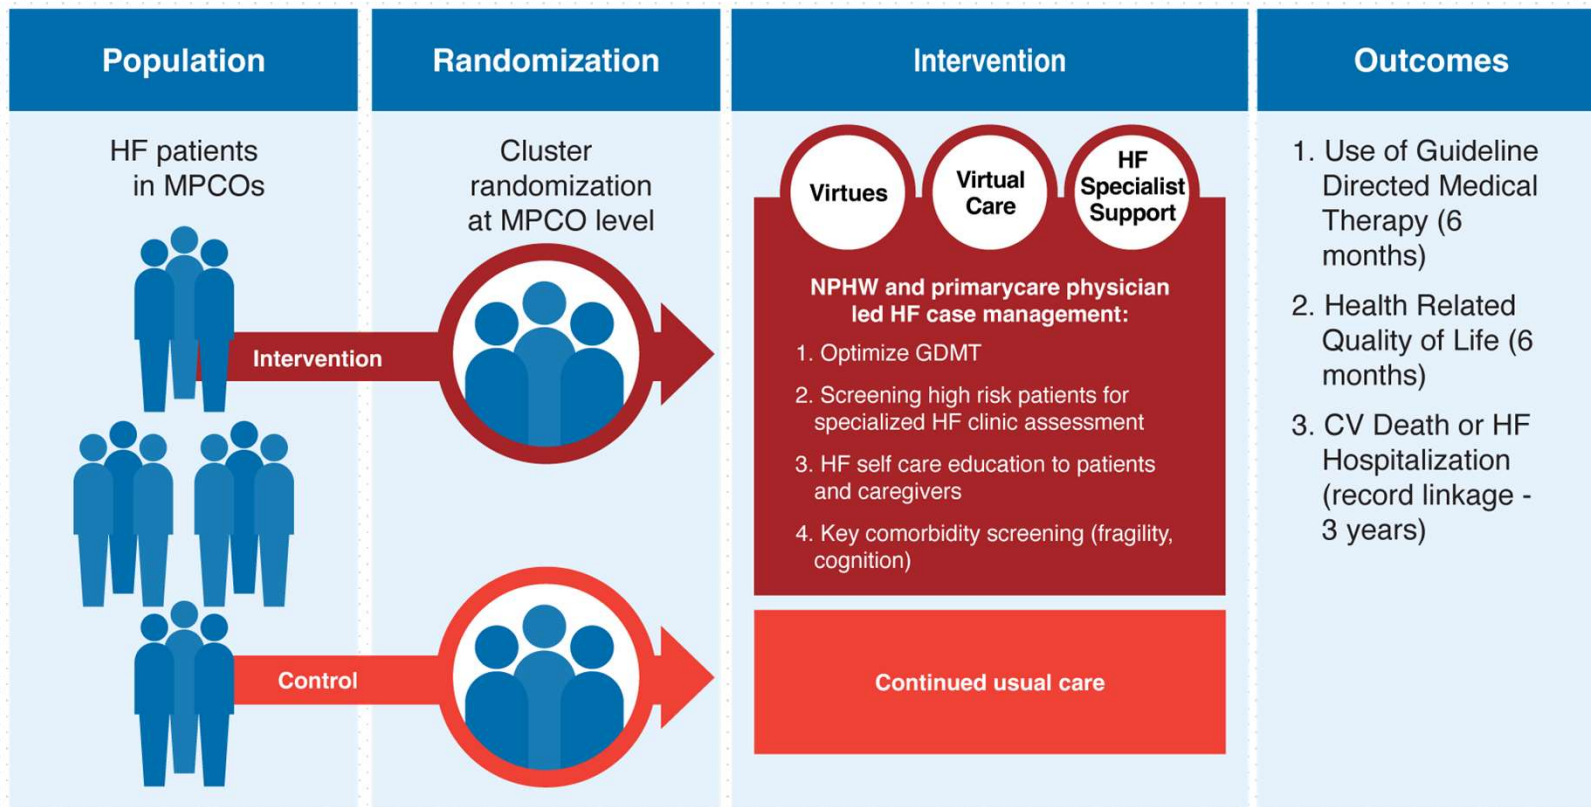 Population
HF patients
in MPCOs
Intervention
Control
Randomization
Cluster
randomization
at MPCO level
Intervention
Virtues
Virtual
Care
HF
Specialist
Support
NPHW and primarycare physician
led HF case management:
1. Optimize GDMT
2. Screening high risk patients for
specialized HF clinic assessment
3. HF self care education to patients
and caregivers
4. Key comorbidity screening (fragility,
cognition)
Continued usual care
Outcomes
1. Use of Guideline
Directed Medical
Therapy (6
months)
2. Health Related
Quality of Life (6
months)
3. CV Death or HF
Hospitalization
(record linkage -
3 years)